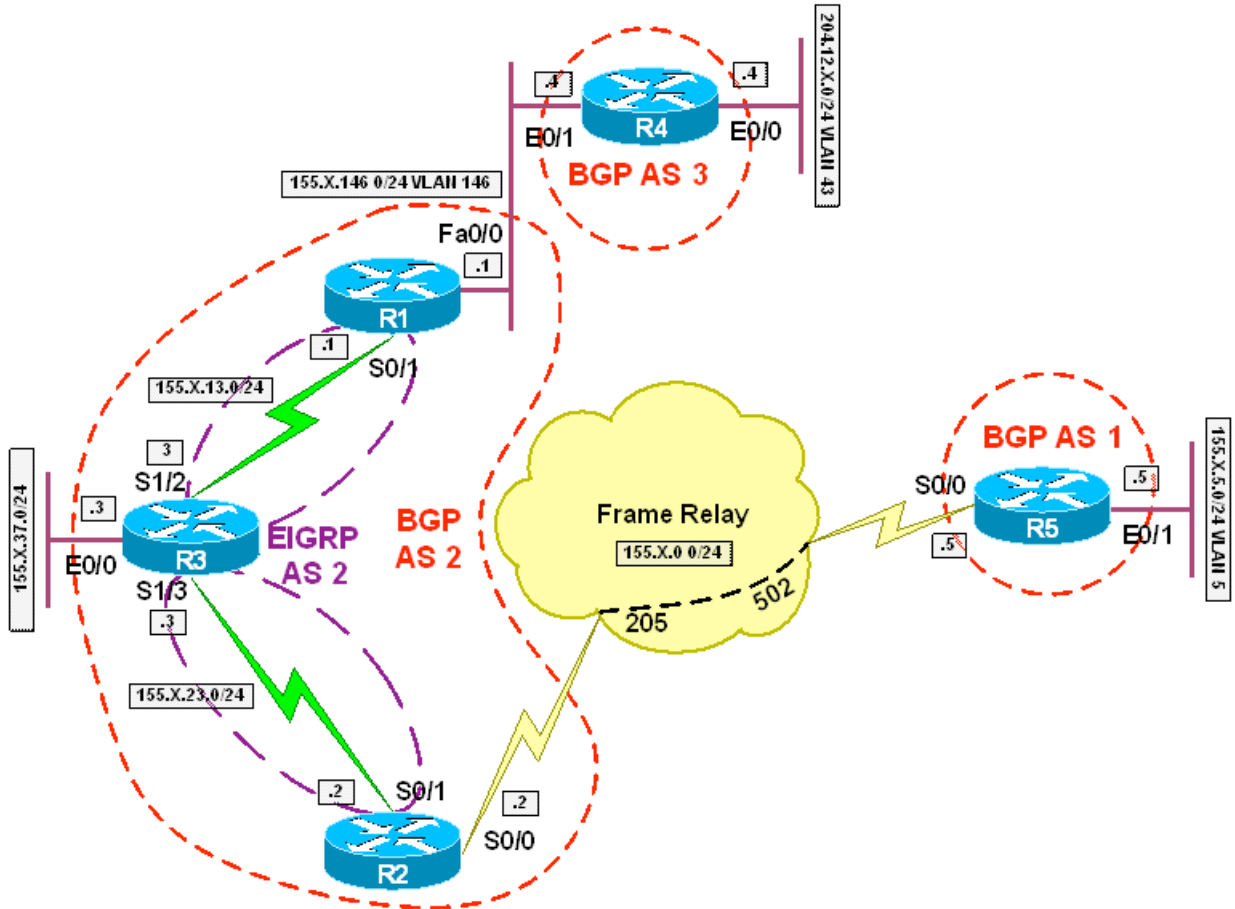 .4
R4
.4
E0/1
E0/0
BGP AS 3
204.12.X.0/24 VLAN 43
155.X.146 0/24 VLAN 146
Fa0/0
.1
R1
.1
S0/1
155.X.13.0/24
3
S1/2
155.X.37.0/24
.3
E0/0
R3
S1/3
.3
EIGRP
AS 2
BGP
AS 2
155.X.23.0/24
.2
S0/1
R2
.2
S0/0
Frame Relay
155.X.0 0/24
205
502
BGP AS 1
S0/0
.5
R5
.5
E0/1
155.X.5.0/24 VLAN 5